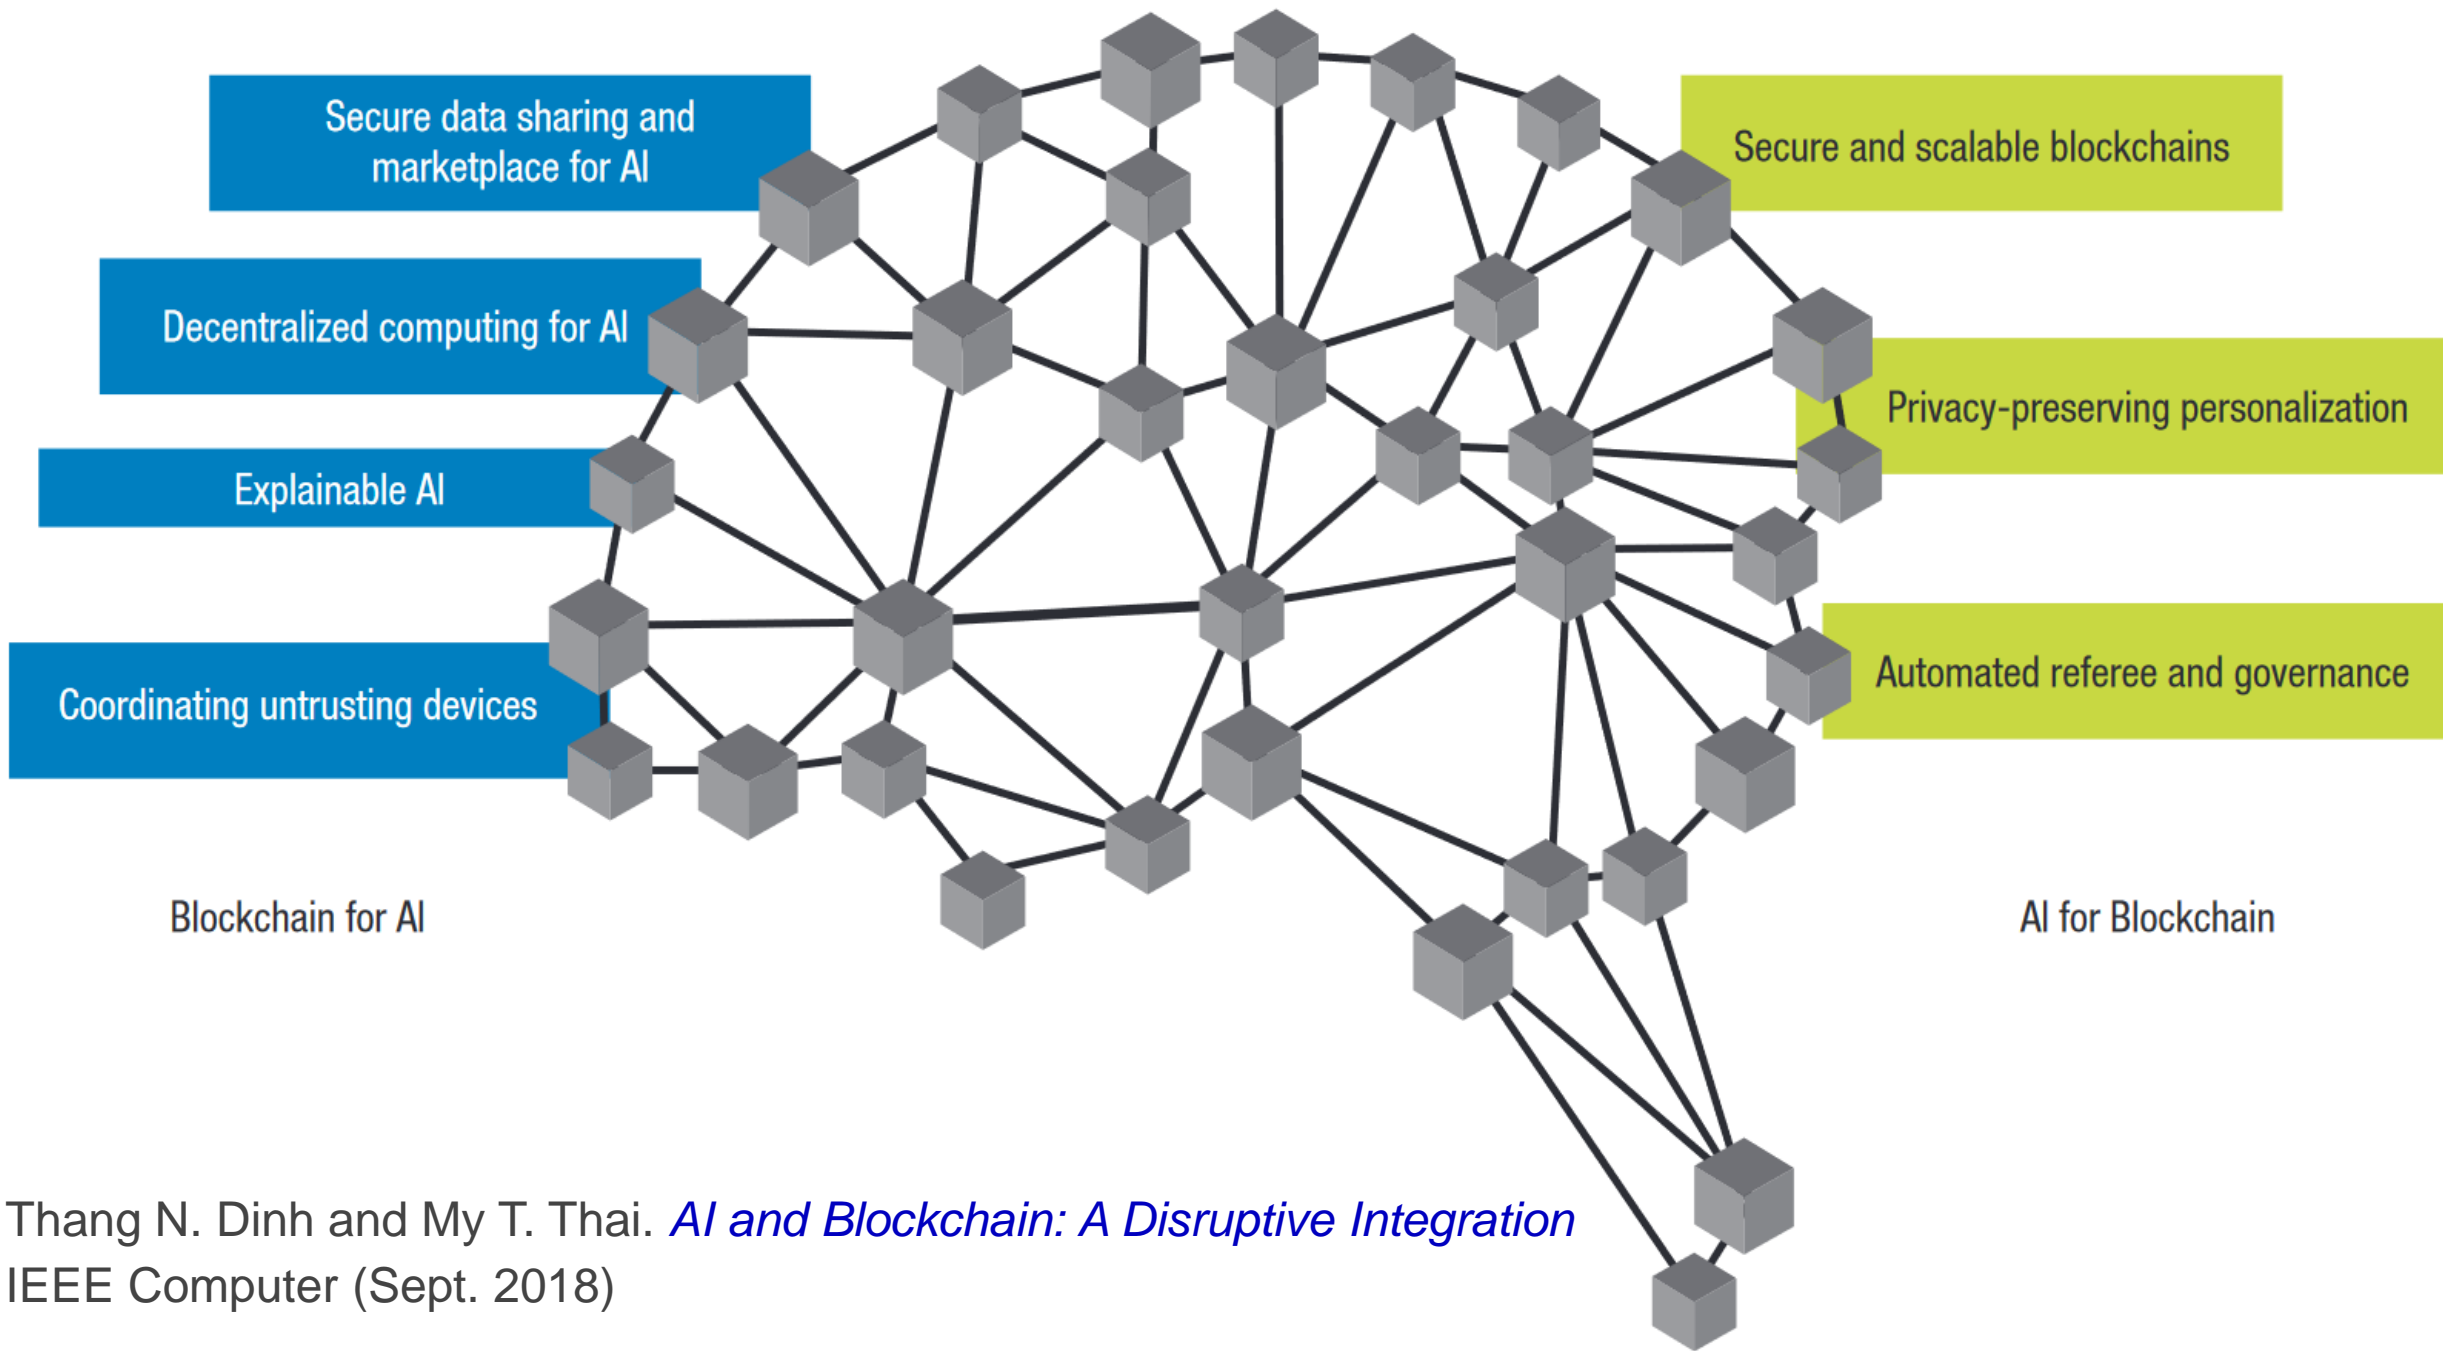 Secure data sharing and
marketplace for AI
Decentralized computing for AI
Explainable AI
Coordinating untrusting devices
Blockchain for AI
Secure and scalable blockchains
Privacy-preserving personalization
Automated referee and governance
AI for Blockchain
Thang N. Dinh and My T. Thai. AI and Blockchain: A Disruptive Integration
IEEE Computer (Sept. 2018)